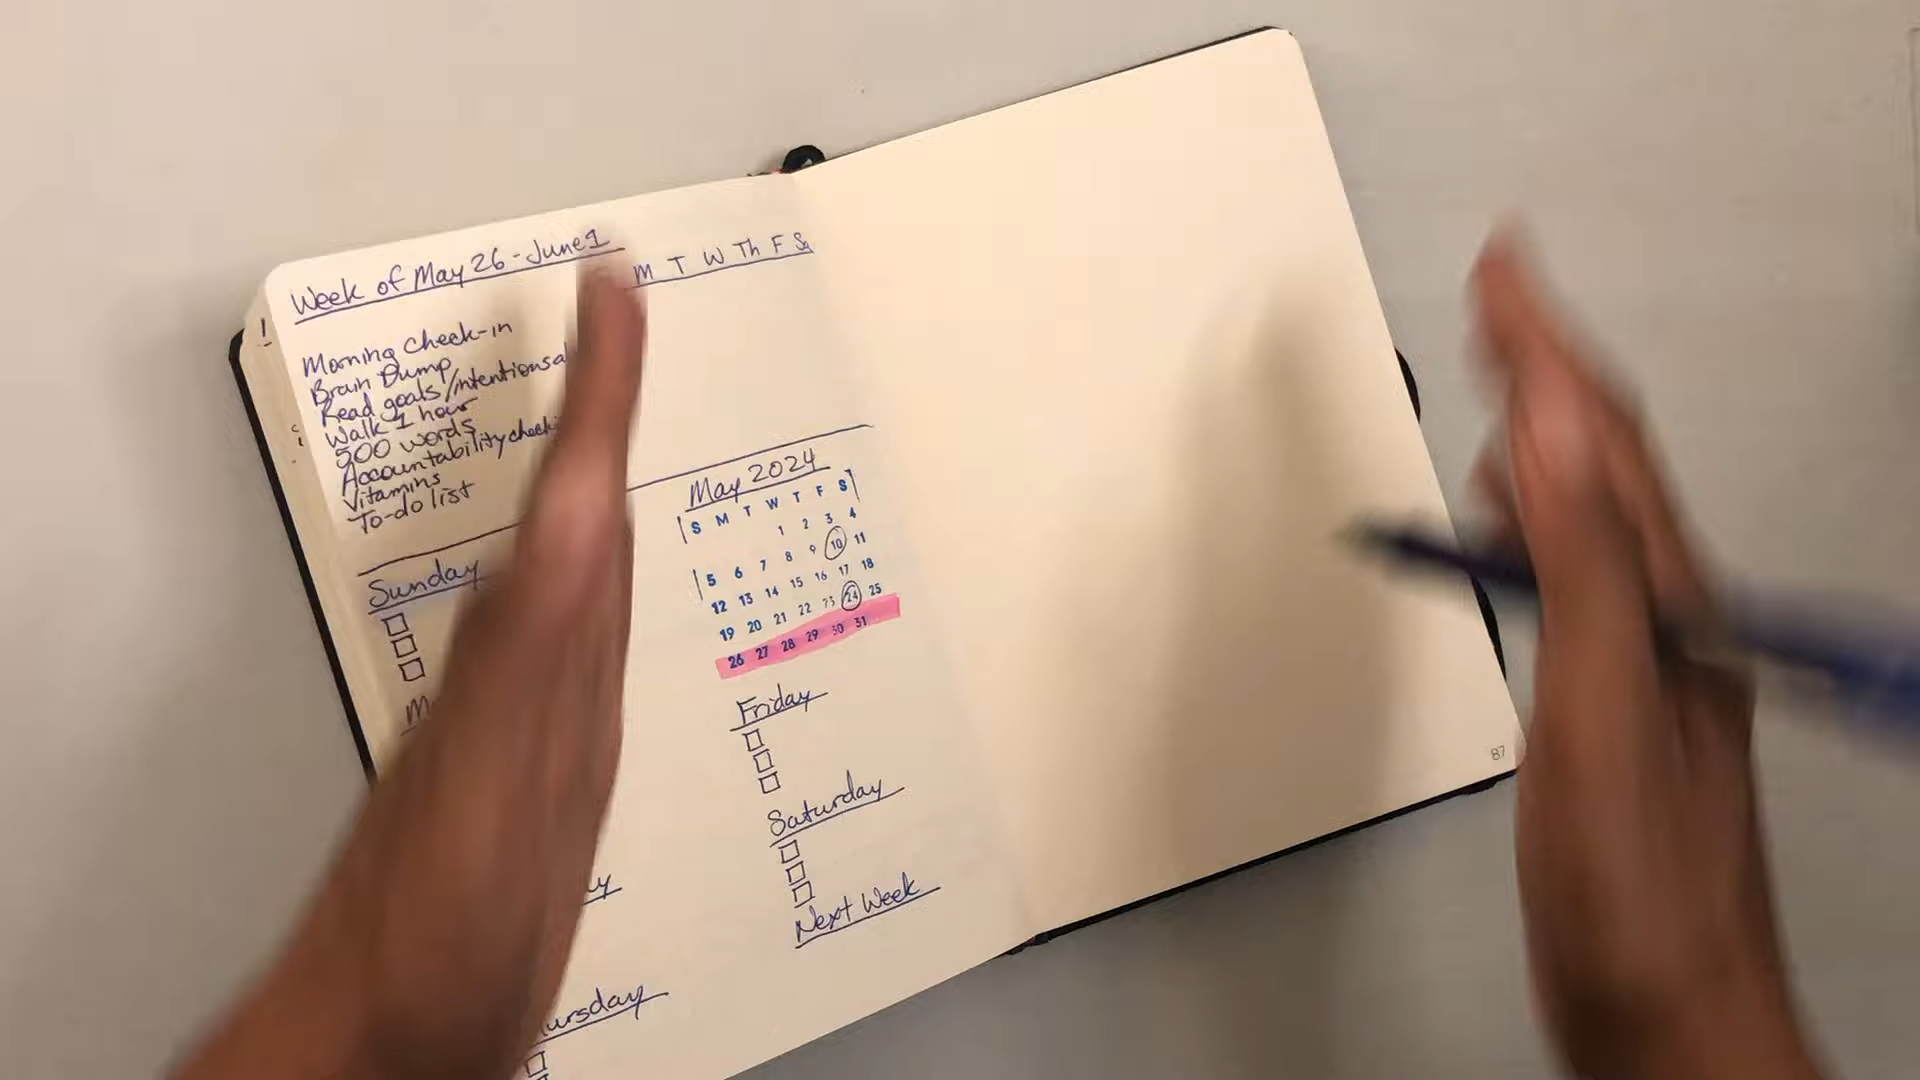 Week of May 26 - June 1
M T W Th F Sa
Morning check-in
Brain Dump
Read goals/intentions a
Walk 1 hour
500 words
Accountability check
Vitamins
To-do list
Sunday
May 2024
S M T W T F S
1 2 3 4
5 6 7 8 9 10 11
12 13 14 15 16 17 18
19 20 21 22 23 24 25
26 27 28 29 30 31
Friday
Saturday
Next Week
ursday
87